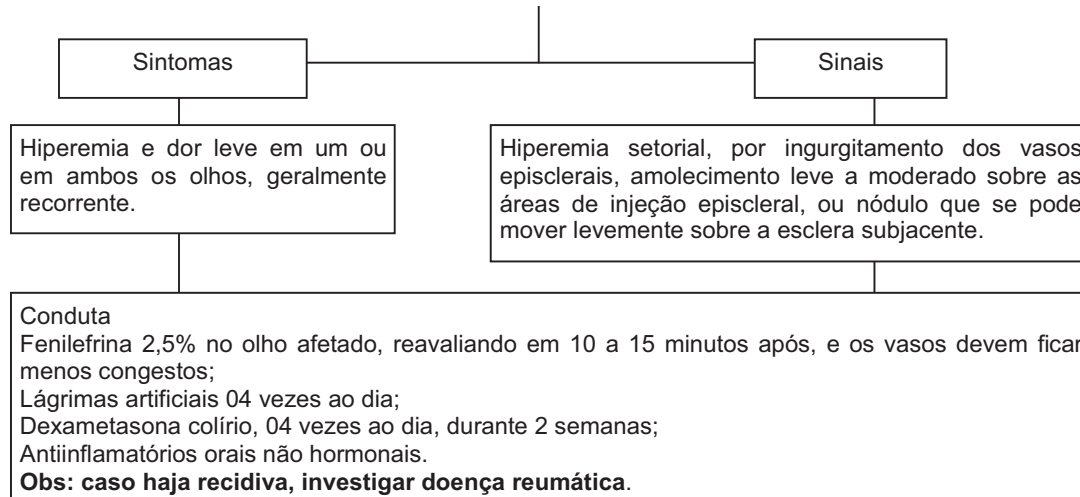 Sintomas
Sinais
Hiperemia e dor leve em um ou
em ambos os olhos, geralmente
recorrente.
Hiperemia setorial, por ingurgitamento dos vasos
episclerais, amolecimento leve a moderado sobre as
áreas de injeção episcleral, ou nódulo que se pode
mover levemente sobre a esclera subjacente.
Conduta
Fenilefrina 2,5% no olho afetado, reavaliando em 10 a 15 minutos após, e os vasos devem ficar
menos congestos;
Lágrimas artificiais 04 vezes ao dia;
Dexametasona colírio, 04 vezes ao dia, durante 2 semanas;
Antiinflamatórios orais não hormonais.
Obs: caso haja recidiva, investigar doença reumática.